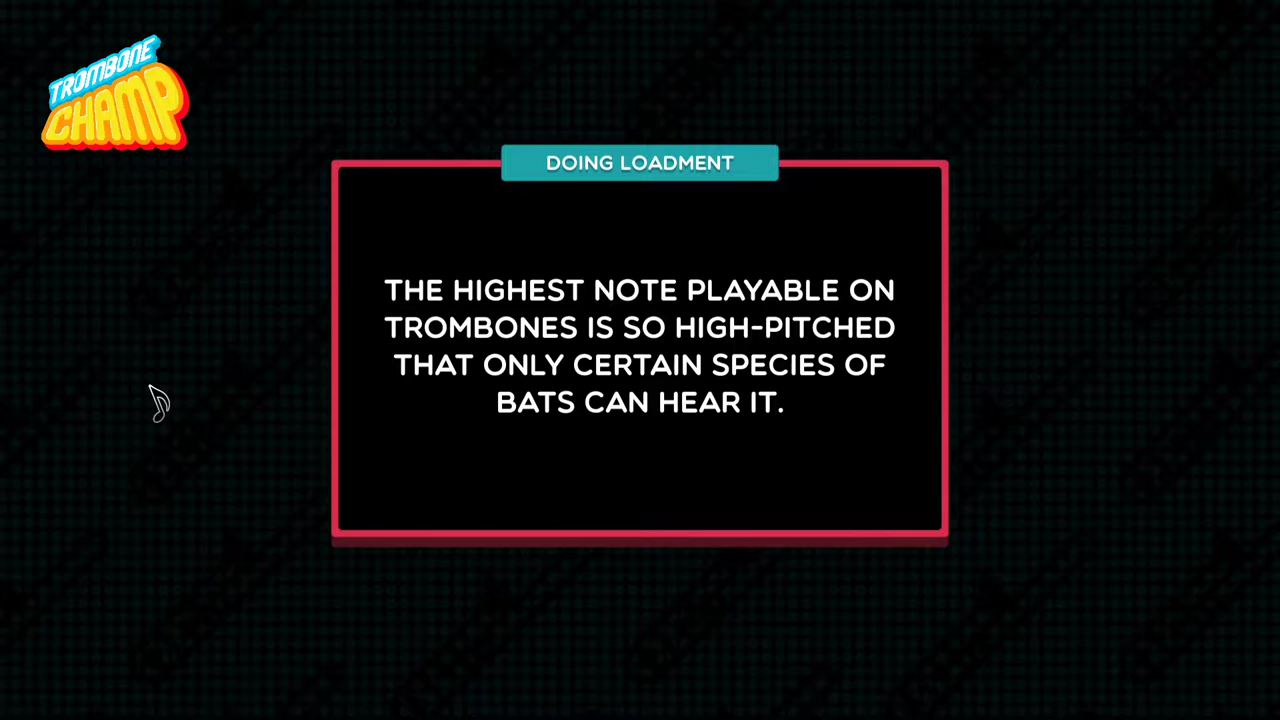 TROMBONE
CHAMP
DOING LOADMENT
THE HIGHEST NOTE PLAYABLE ON
TROMBONES IS SO HIGH-PITCHED
THAT ONLY CERTAIN SPECIES OF
BATS CAN HEAR IT.